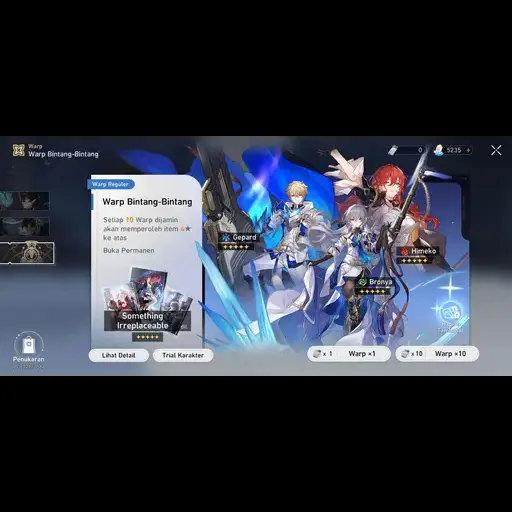 Warp
Warp Bintang-Bintang
0
5235 +
Warp Reguler
Warp Bintang-Bintang
Setiap 10 Warp dijamin
akan memperoleh item 4★
ke atas
Buka Permanen
Something
Irreplaceable
Gepard
Himeko
Bronya
Penukaran
Lihat Detail
Trial Karakter
x 1
Warp ×1
x 10
Warp ×10